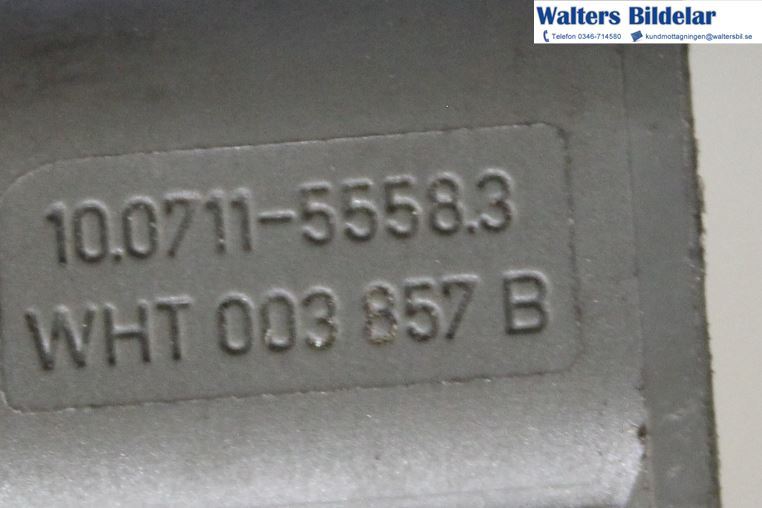 Walters Bildelar
Telefon 0346-714580 kundmottagningen@waltersbil.se
10.0711-5558.3
WHT 003 857 B